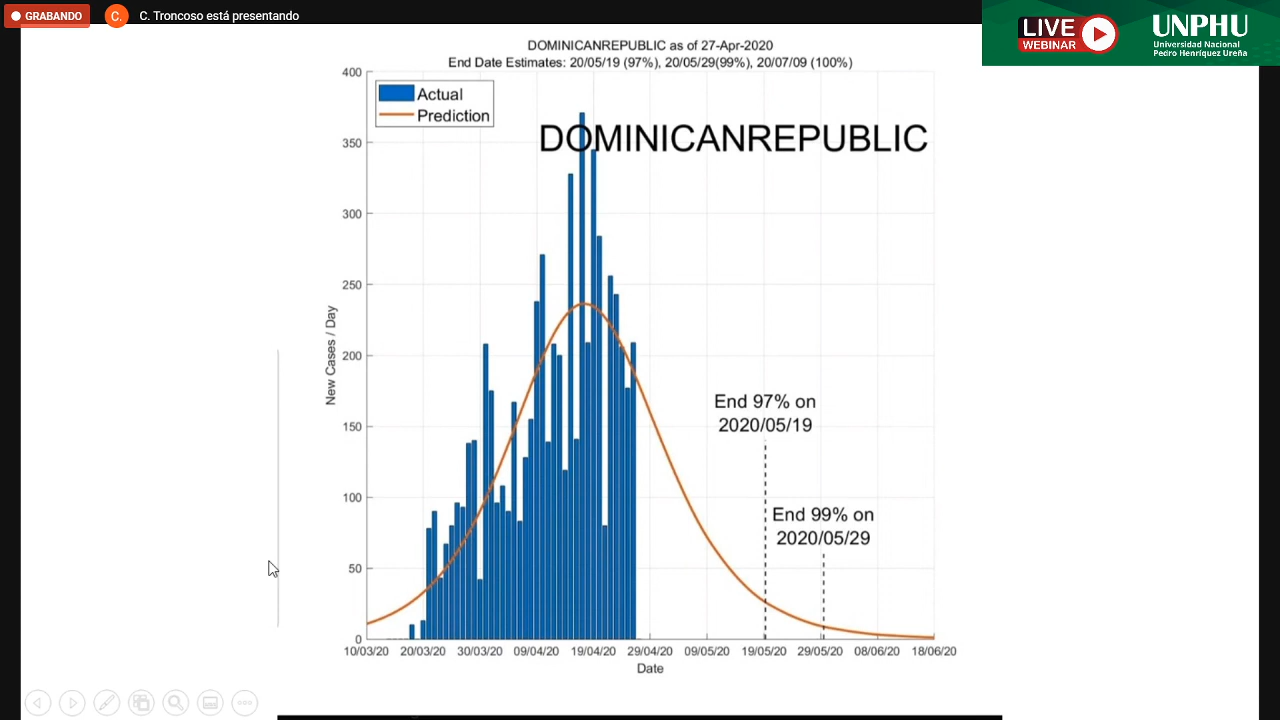 GRABANDO
C.
C. Troncoso está presentando
LIVE
WEBINAR
UNPHU
Universidad Nacional
Pedro Henríquez Ureña
DOMINICANREPUBLIC as of 27-Apr-2020
End Date Estimates: 20/05/19 (97%), 20/05/29(99%), 20/07/09 (100%)
Actual
Prediction
DOMINICANREPUBLIC
400
350
300
250
200
150
100
50
0
New Cases / Day
End 97% on
2020/05/19
End 99% on
2020/05/29
10/03/20 20/03/20 30/03/20 09/04/20 19/04/20 29/04/20 09/05/20 19/05/20 29/05/20 08/06/20 18/06/20
Date